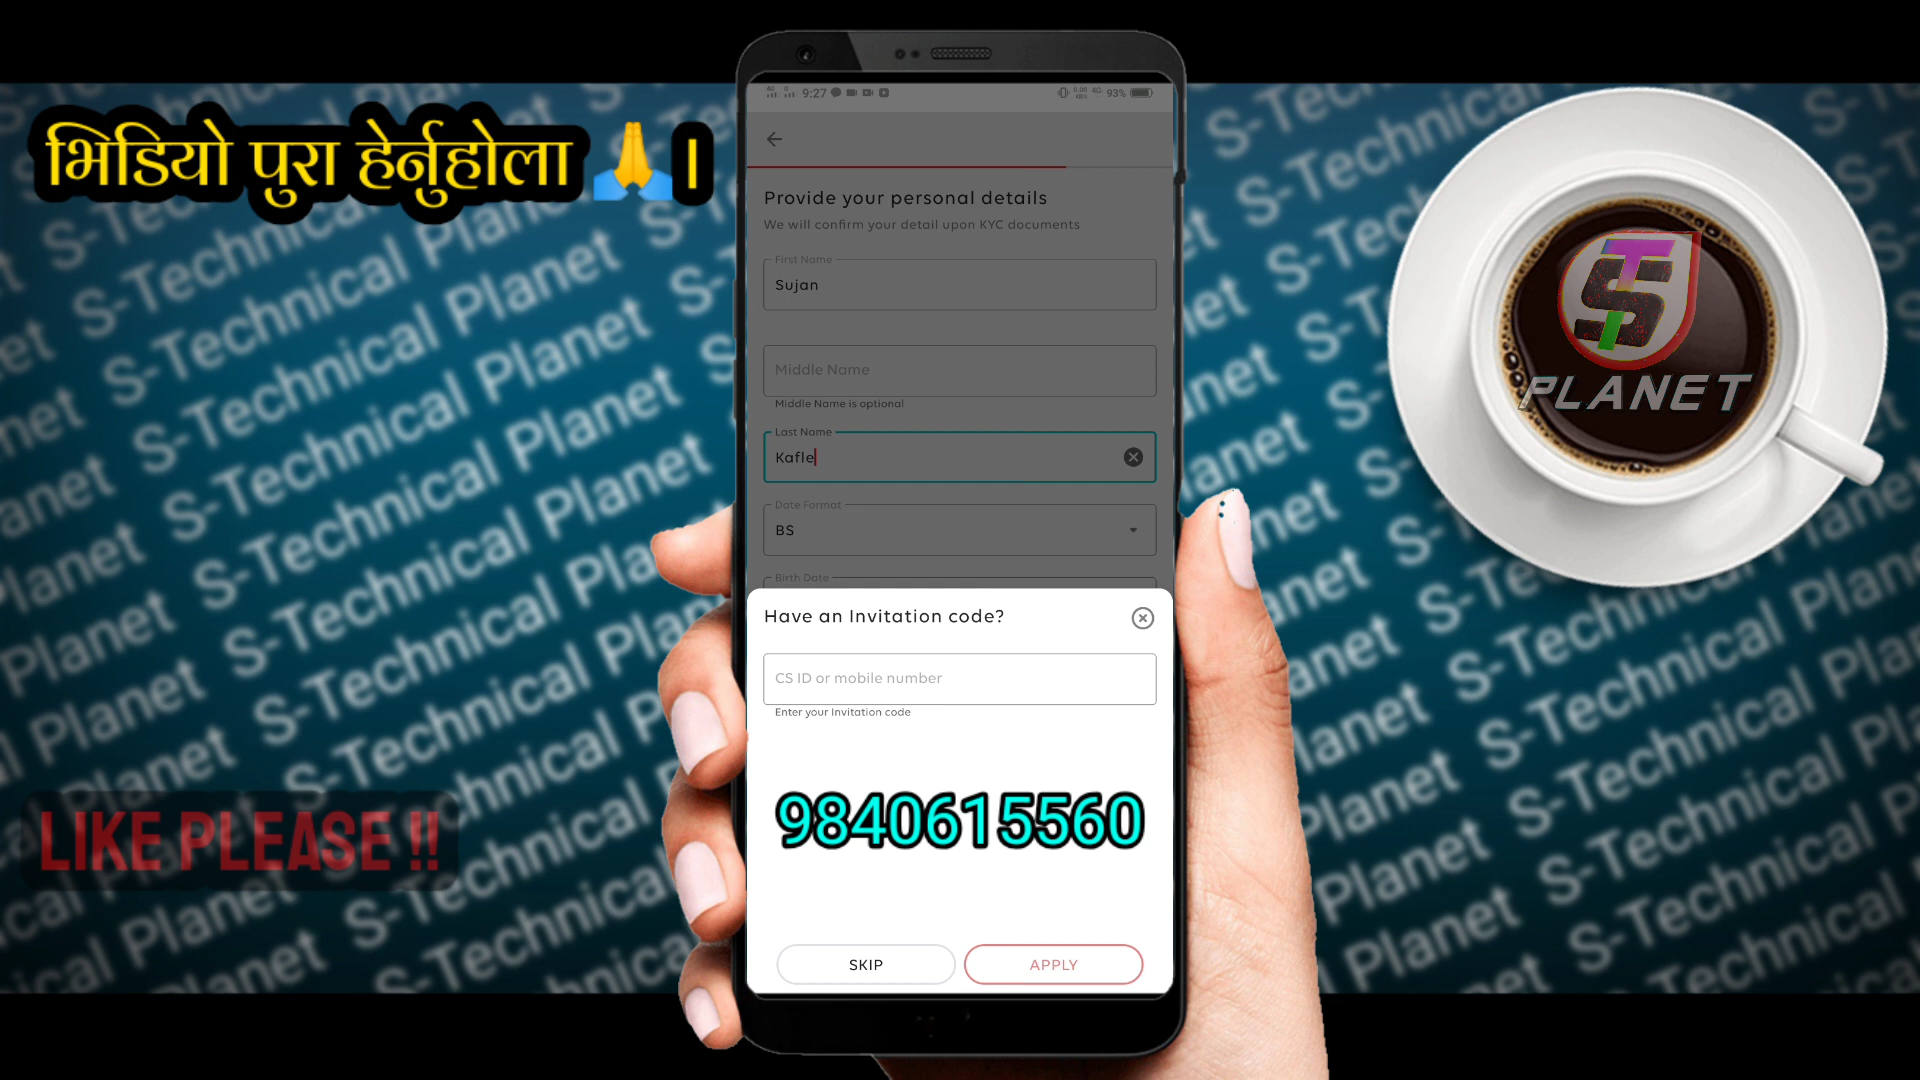 भिडियो पुरा हेर्नुहोला 🙏।
9:27
4G 93%
Provide your personal details
We will confirm your detail upon KYC documents
First Name
Sujan
Middle Name
Middle Name is optional
Last Name
Kafle
Date Format
BS
Birth Date
Have an Invitation code?
CS ID or mobile number
Enter your Invitation code
9840615560
SKIP
APPLY
LIKE PLEASE !!
TS
PLANET
S-Technical Planet